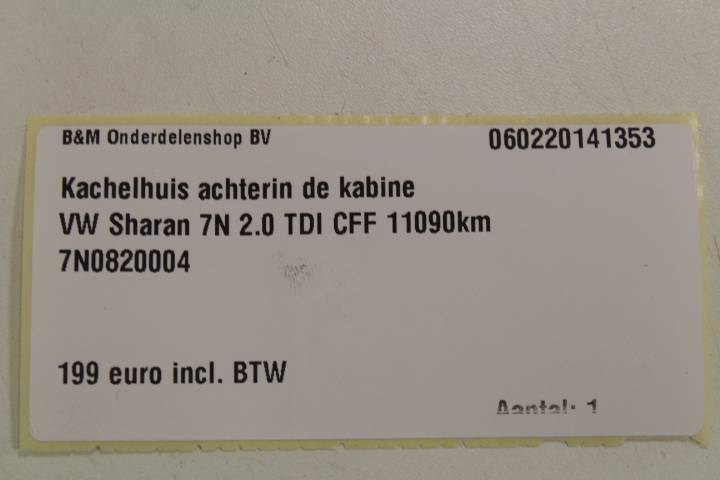 B&M Onderdelenshop BV 060220141353
Kachelhuis achterin de kabine
VW Sharan 7N 2.0 TDI CFF 11090km
7N0820004
199 euro incl. BTW
Aantal: 1